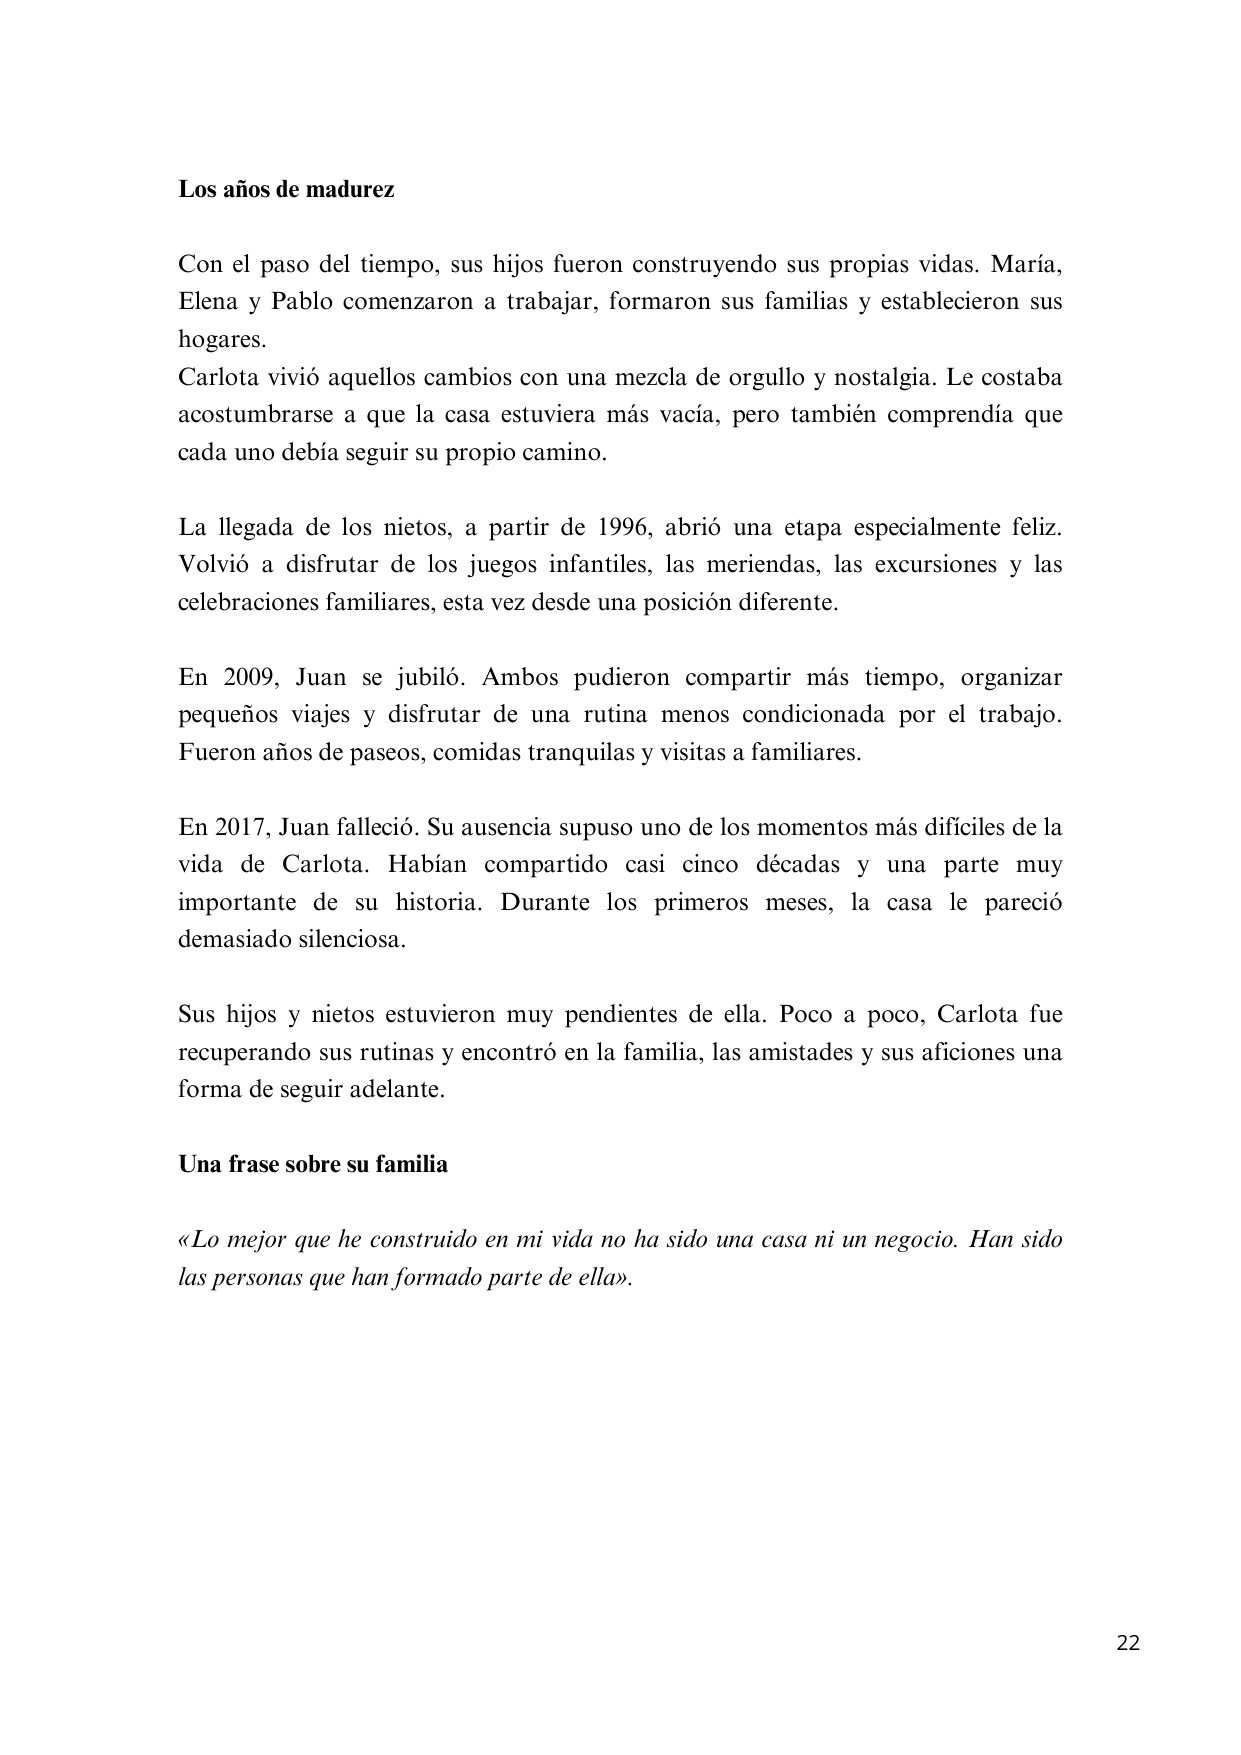 Los años de madurez
Con el paso del tiempo, sus hijos fueron construyendo sus propias vidas. María,
Elena y Pablo comenzaron a trabajar, formaron sus familias y establecieron sus
hogares.
Carlota vivió aquellos cambios con una mezcla de orgullo y nostalgia. Le costaba
acostumbrarse a que la casa estuviera más vacía, pero también comprendía que
cada uno debía seguir su propio camino.
La llegada de los nietos, a partir de 1996, abrió una etapa especialmente feliz.
Volvió a disfrutar de los juegos infantiles, las meriendas, las excursiones y las
celebraciones familiares, esta vez desde una posición diferente.
En 2009, Juan se jubiló. Ambos pudieron compartir más tiempo, organizar
pequeños viajes y disfrutar de una rutina menos condicionada por el trabajo.
Fueron años de paseos, comidas tranquilas y visitas a familiares.
En 2017, Juan falleció. Su ausencia supuso uno de los momentos más difíciles de la
vida de Carlota. Habían compartido casi cinco décadas y una parte muy
importante de su historia. Durante los primeros meses, la casa le pareció
demasiado silenciosa.
Sus hijos y nietos estuvieron muy pendientes de ella. Poco a poco, Carlota fue
recuperando sus rutinas y encontró en la familia, las amistades y sus aficiones una
forma de seguir adelante.
Una frase sobre su familia
«Lo mejor que he construido en mi vida no ha sido una casa ni un negocio. Han sido
las personas que han formado parte de ella».
22